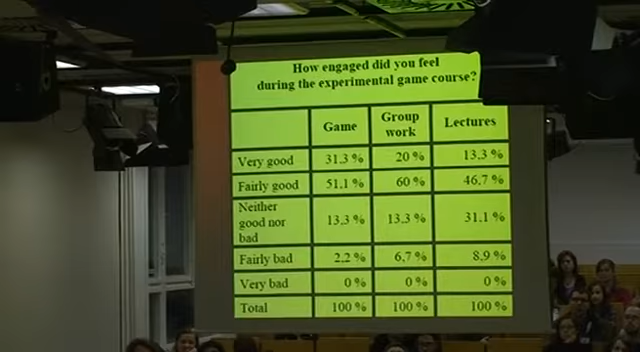 How engaged did you feel
during the experimental game course?
Game Group work Lectures
Very good 31,3 % 20 % 13,3 %
Fairly good 51,1 % 60 % 46,7 %
Neither good nor bad 13,3 % 13,3 % 31,1 %
Fairly bad 2,2 % 6,7 % 8,9 %
Very bad 0 % 0 % 0 %
Total 100 % 100 % 100 %